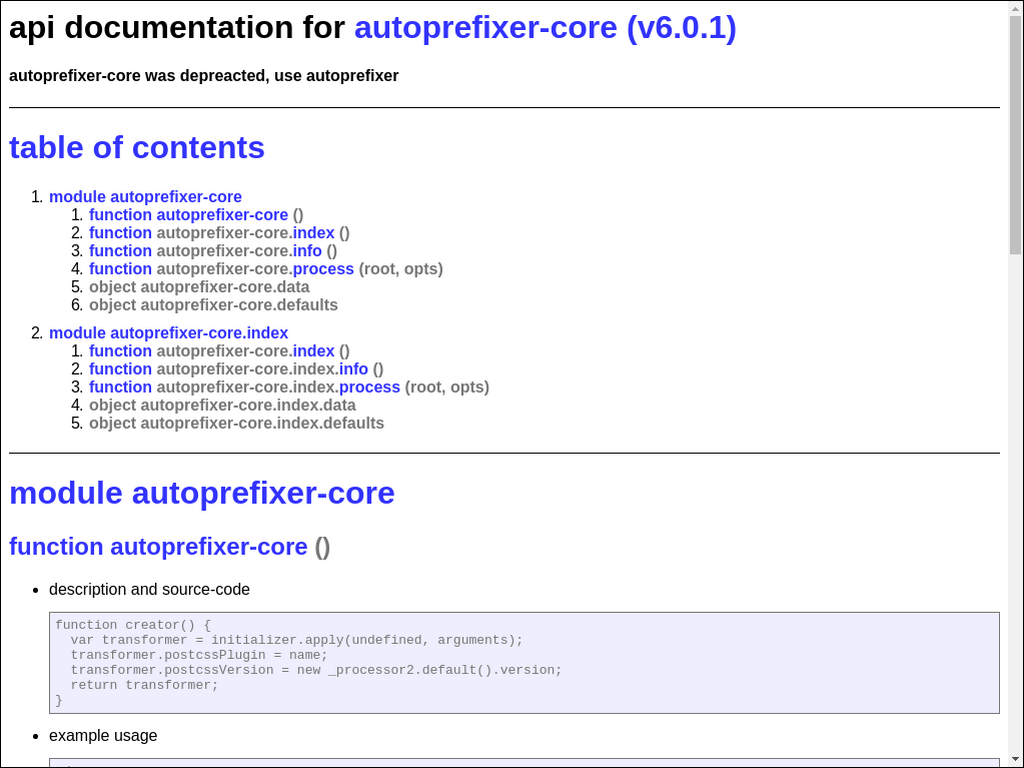 api documentation for autoprefixer-core (v6.0.1)
autoprefixer-core was depreacted, use autoprefixer
table of contents
1. module autoprefixer-core
1. function autoprefixer-core ()
2. function autoprefixer-core.index ()
3. function autoprefixer-core.info ()
4. function autoprefixer-core.process (root, opts)
5. object autoprefixer-core.data
6. object autoprefixer-core.defaults
2. module autoprefixer-core.index
1. function autoprefixer-core.index ()
2. function autoprefixer-core.index.info ()
3. function autoprefixer-core.index.process (root, opts)
4. object autoprefixer-core.index.data
5. object autoprefixer-core.index.defaults
module autoprefixer-core
function autoprefixer-core ()
• description and source-code
function creator() {
  var transformer = initializer.apply(undefined, arguments);
  transformer.postcssPlugin = name;
  transformer.postcssVersion = new _processor2.default().version;
  return transformer;
}
• example usage